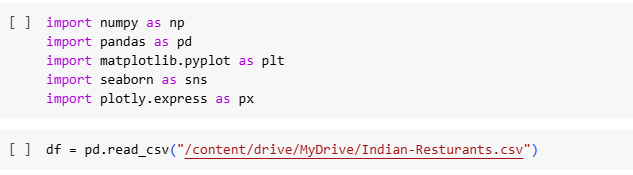 [ ] import numpy as np
import pandas as pd
import matplotlib.pyplot as plt
import seaborn as sns
import plotly.express as px
[ ] df = pd.read_csv("/content/drive/MyDrive/Indian-Resturants.csv")